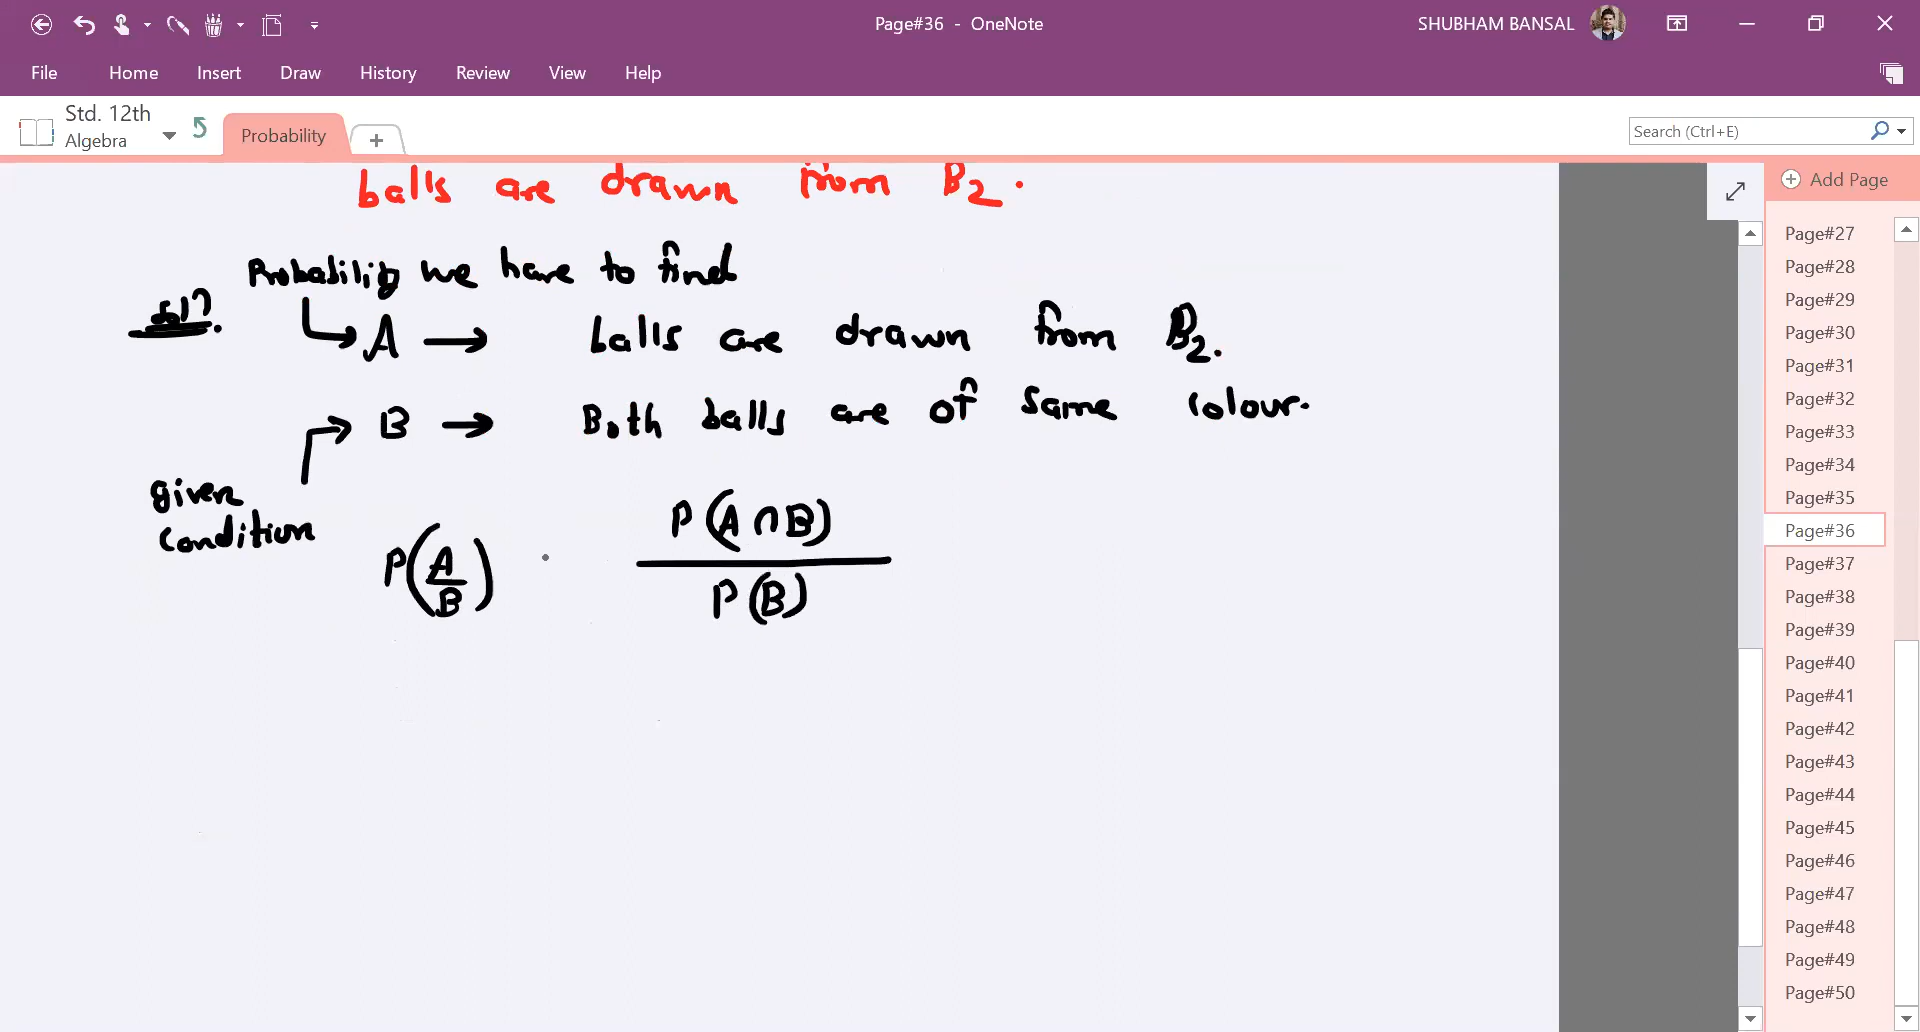 Page#36 - OneNote
SHUBHAM BANSAL
File Home Insert Draw History Review View Help
Std. 12th
Algebra
Probability
Search (Ctrl+E)
Add Page
balls are drawn from B2.
Probability we have to find
Sol?.
A → balls are drawn from B2.
B → Both balls are of same colour.
given
condition
P(A/B)
P(A∩B)
P(B)
Page#27
Page#28
Page#29
Page#30
Page#31
Page#32
Page#33
Page#34
Page#35
Page#36
Page#37
Page#38
Page#39
Page#40
Page#41
Page#42
Page#43
Page#44
Page#45
Page#46
Page#47
Page#48
Page#49
Page#50